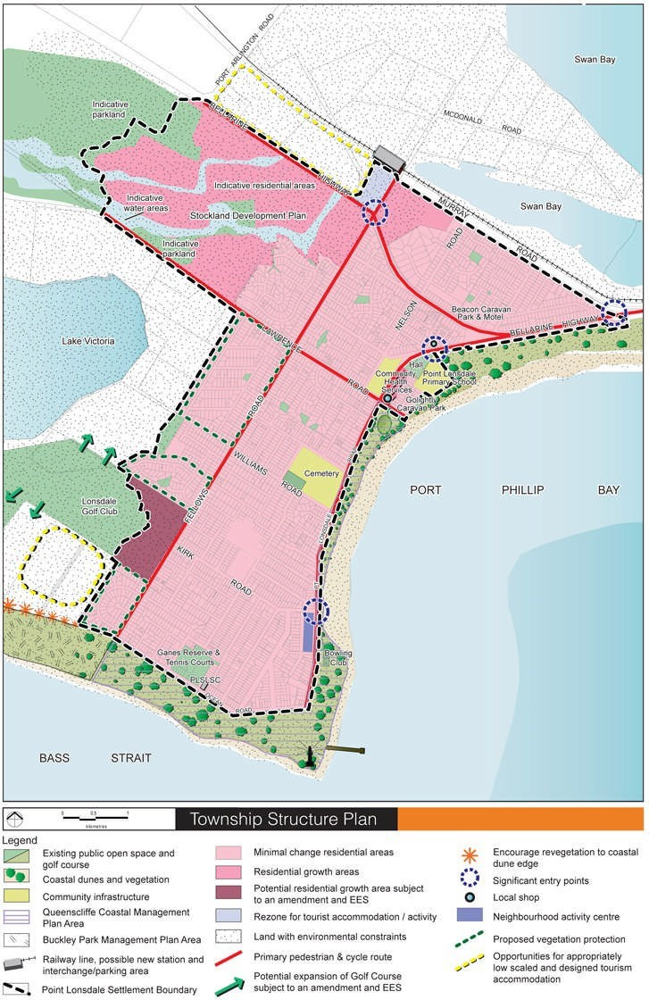 PORT ARLINGTON ROAD
Swan Bay
Indicative
parkland
BELLARINE
HIGHWAY
MCDONALD ROAD
Indicative residential areas
Indicative
water areas
Stockland Development Plan
Swan Bay
MURRAY
ROAD
Indicative
parkland
ROAD
NELSON
Beacon Caravan
Park & Motel
BELLARINE HIGHWAY
Lake Victoria
LAWRENCE
ROAD
Hall
Community
Health
Services
Point Lonsdale
Primary School
Golightly
Caravan Park
ROAD
FELLOWS
WILLIAMS
ROAD
Cemetery
PORT PHILLIP BAY
Lonsdale
Golf Club
LONSDALE
KIRK
ROAD
Ganes Reserve &
Tennis Courts
Bowling
Club
PLSLSC
OCEAN
ROAD
BASS STRAIT
0 0.5 1
kilometres
Township Structure Plan
Legend
Existing public open space and
golf course
Coastal dunes and vegetation
Community infrastructure
Queenscliffe Coastal Management
Plan Area
Buckley Park Management Plan Area
Railway line, possible new station and
interchange/parking area
Point Lonsdale Settlement Boundary
Minimal change residential areas
Residential growth areas
Potential residential growth area subject
to an amendment and EES
Rezone for tourist accommodation / activity
Land with environmental constraints
Primary pedestrian & cycle route
Potential expansion of Golf Course
subject to an amendment and EES
Encourage revegetation to coastal
dune edge
Significant entry points
Local shop
Neighbourhood activity centre
Proposed vegetation protection
Opportunities for appropriately
low scaled and designed tourism
accommodation